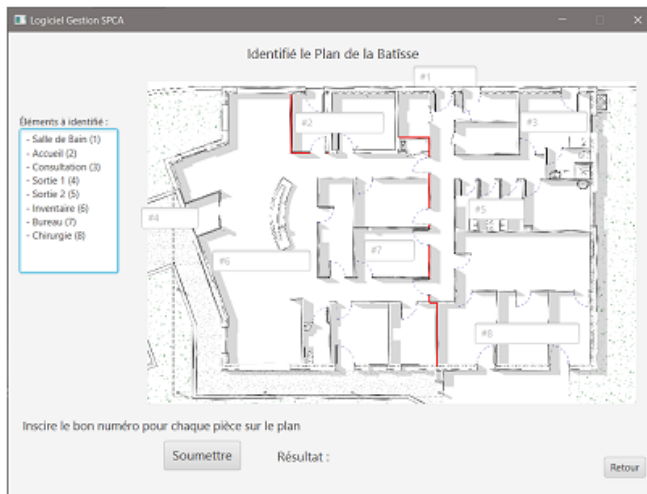 Logiciel Gestion SPCA
Identifié le Plan de la Batîsse
#1
Éléments à identifié :
- Salle de Bain (1)
- Accueil (2)
- Consultation (3)
- Sortie 1 (4)
- Sortie 2 (5)
- Inventaire (6)
- Bureau (7)
- Chirurgie (8)
#2
#3
#4
#5
#6
#7
#8
Inscire le bon numéro pour chaque pièce sur le plan
Soumettre
Résultat :
Retour